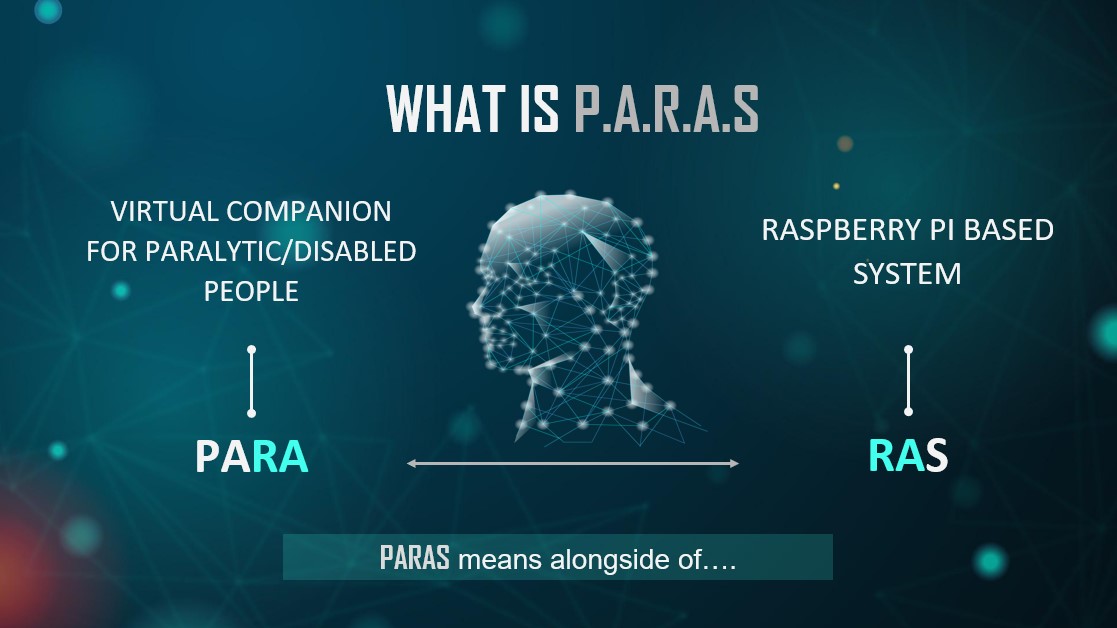 WHAT IS P.A.R.A.S
VIRTUAL COMPANION
FOR PARALYTIC/DISABLED
PEOPLE
RASPBERRY PI BASED
SYSTEM
PARA
RAS
PARAS means alongside of....